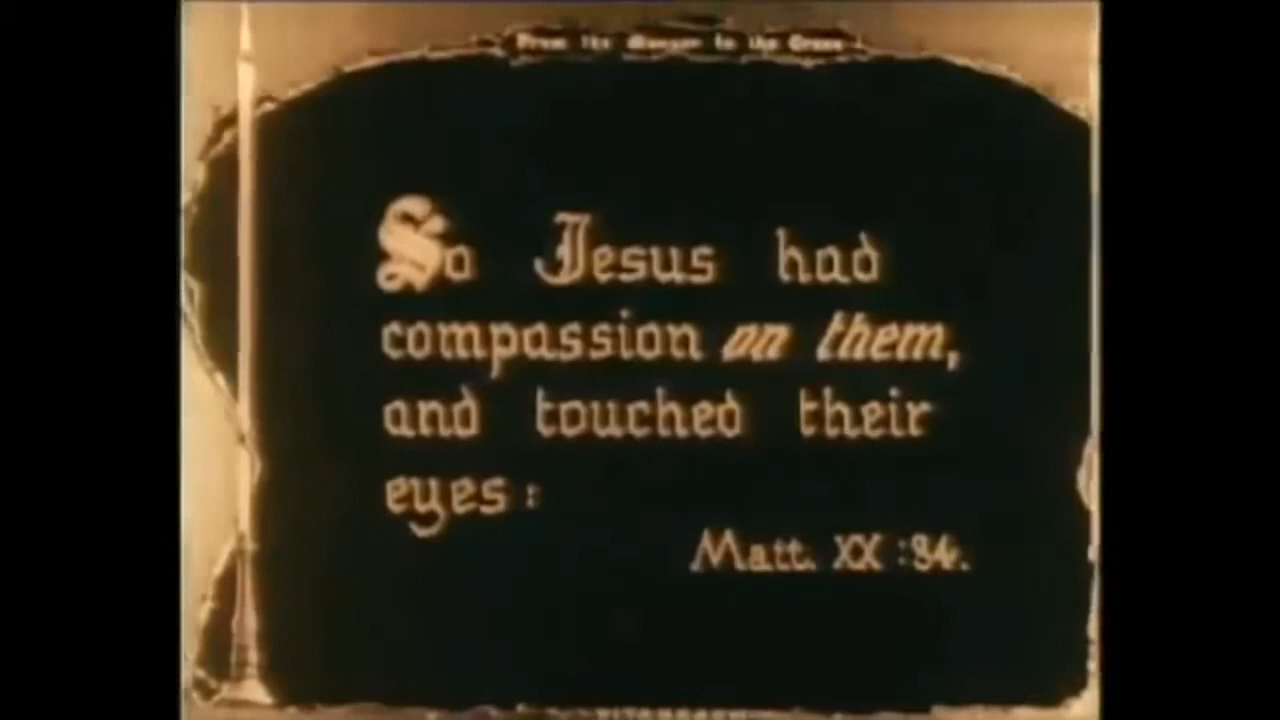 From the Manger to the Cross
So Jesus had
compassion on them,
and touched their
eyes:
Matt. XX :34.